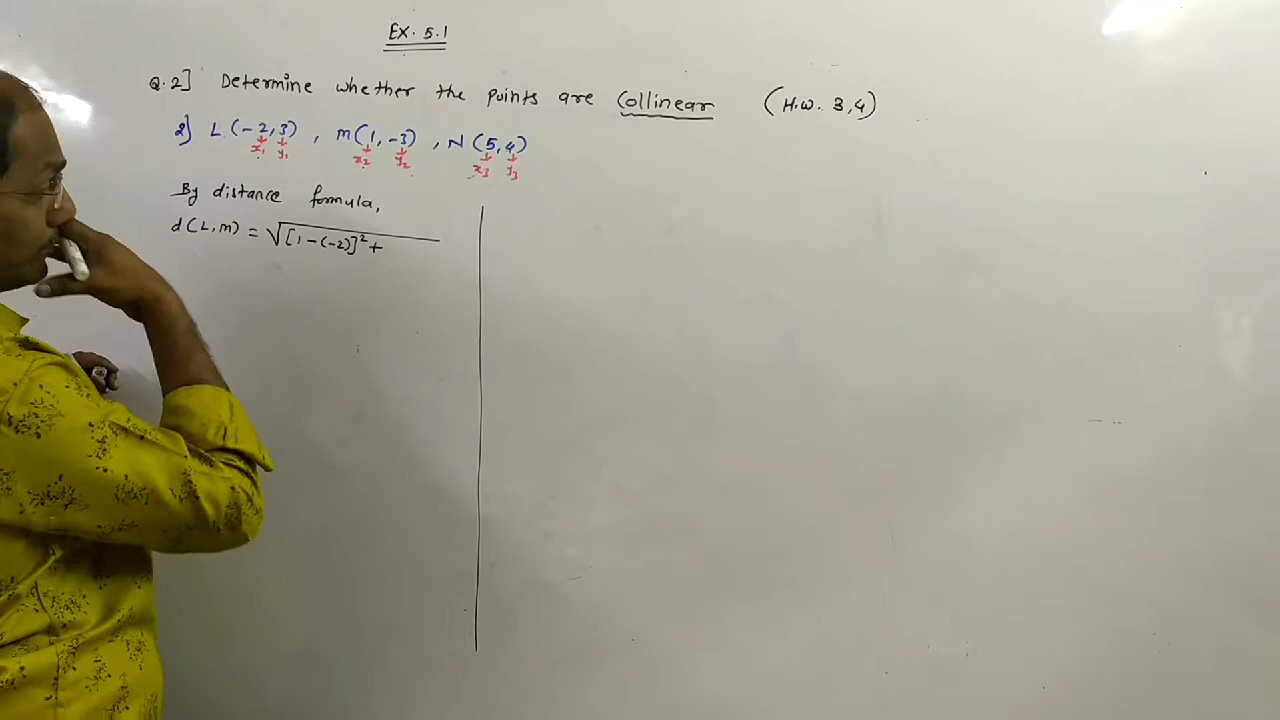 Ex. 5.1
Q.2] Determine whether the points are Collinear (H.W. 3,4)
2] L (-2,3) , M(1,-3) , N (5,4)
x₁ y₁ x₂ y₂ x₃ y₃
By distance formula,
d(L,M) = √[1-(-2)]² +